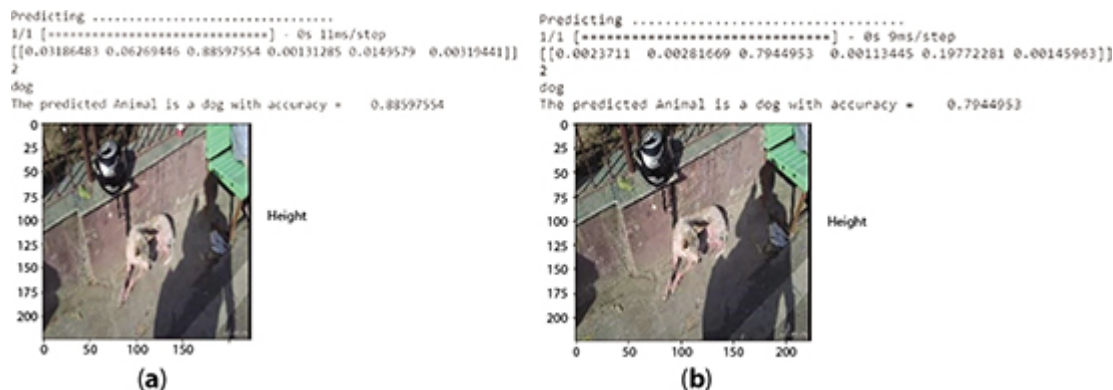 Predicting ................................
1/1 [==============================] - 0s 11ms/step
[[0.03186483 0.06269446 0.88597554 0.00131285 0.0149579 0.00319441]]
2
dog
The predicted Animal is a dog with accuracy = 0.88597554
0
25
50
75
100
125
150
175
200
0 50 100 150
Height
(a)
Predicting ................................
1/1 [==============================] - 0s 9ms/step
[[0.0023711 0.00281669 0.7944953 0.00113445 0.19772281 0.00145963]]
2
dog
The predicted Animal is a dog with accuracy = 0.7944953
0
25
50
75
100
125
150
175
200
0 50 100 150 200
Height
(b)